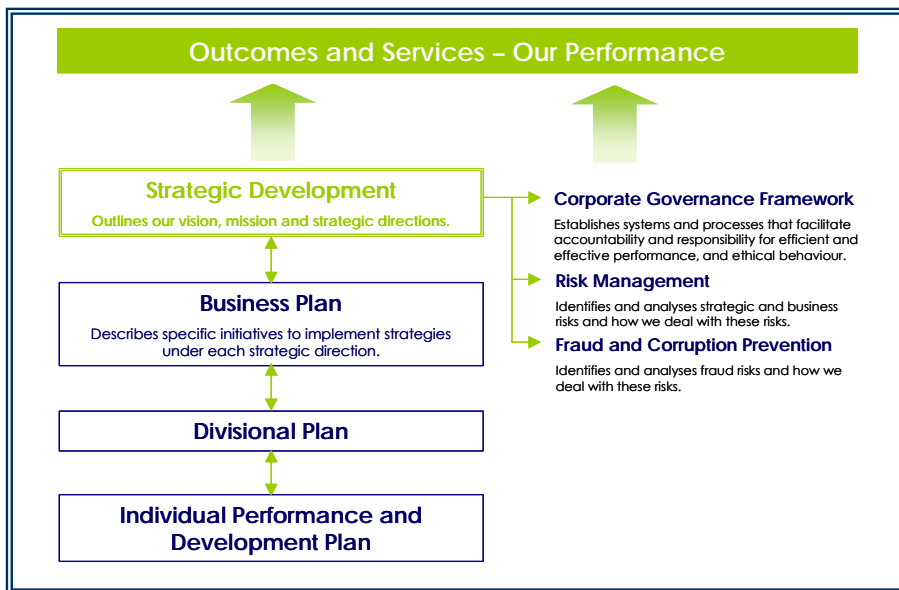 Outcomes and Services – Our Performance
Strategic Development
Outlines our vision, mission and strategic directions.
Business Plan
Describes specific initiatives to implement strategies
under each strategic direction.
Divisional Plan
Individual Performance and
Development Plan
Corporate Governance Framework
Establishes systems and processes that facilitate
accountability and responsibility for efficient and
effective performance, and ethical behaviour.
Risk Management
Identifies and analyses strategic and business
risks and how we deal with these risks.
Fraud and Corruption Prevention
Identifies and analyses fraud risks and how we
deal with these risks.